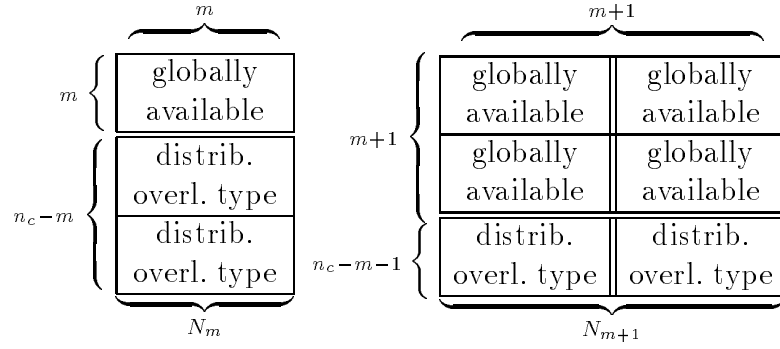 m
m
globally
available
n_c−m
distrib.
overl. type
distrib.
overl. type
N_m
m+1
m+1
globally globally
available available
globally globally
available available
n_c−m−1
distrib. distrib.
overl. type overl. type
N_{m+1}